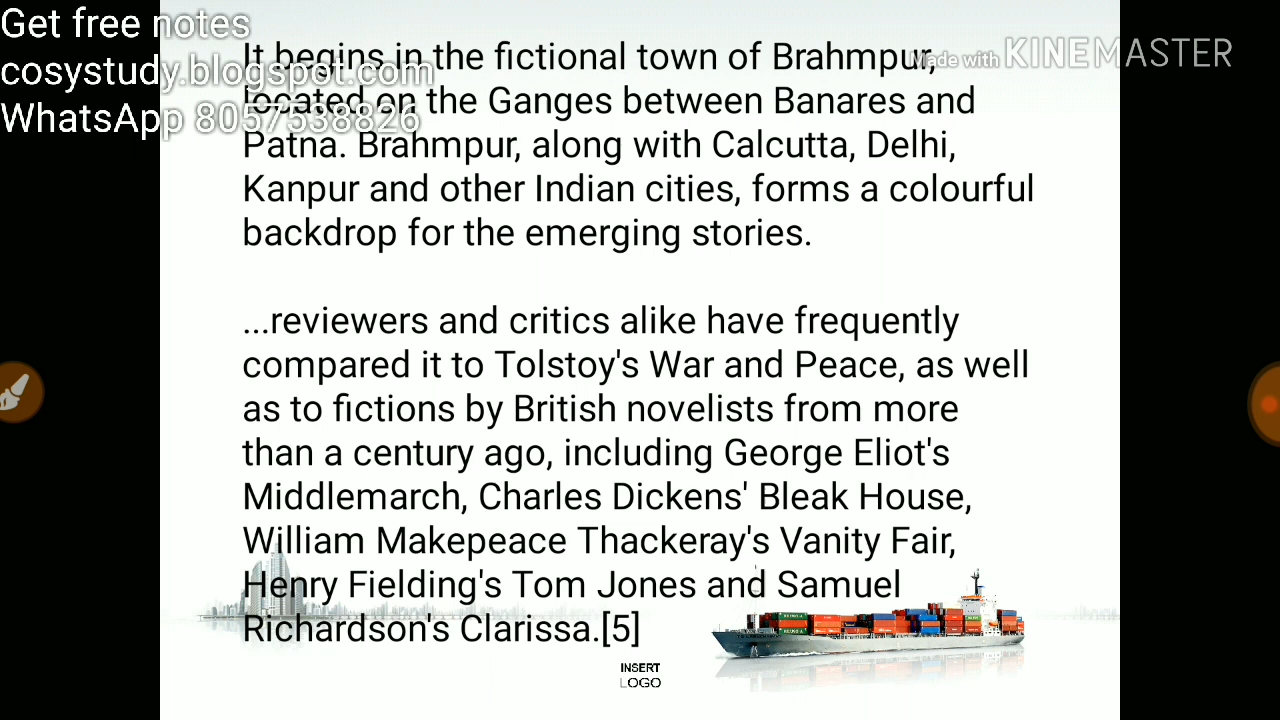 Get free notes
cosystudy.blogspot.com
WhatsApp 8057538826
Made with KINEMASTER
It begins in the fictional town of Brahmpur,
located on the Ganges between Banares and
Patna. Brahmpur, along with Calcutta, Delhi,
Kanpur and other Indian cities, forms a colourful
backdrop for the emerging stories.
...reviewers and critics alike have frequently
compared it to Tolstoy's War and Peace, as well
as to fictions by British novelists from more
than a century ago, including George Eliot's
Middlemarch, Charles Dickens' Bleak House,
William Makepeace Thackeray's Vanity Fair,
Henry Fielding's Tom Jones and Samuel
Richardson's Clarissa.[5]
INSERT
LOGO